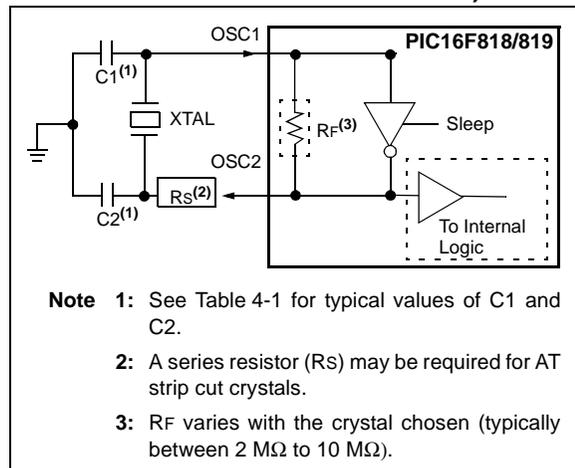 OSC1
PIC16F818/819
C1(1)
XTAL
RF(3)
Sleep
OSC2
RS(2)
C2(1)
To Internal
Logic
Note 1: See Table 4-1 for typical values of C1 and
C2.
2: A series resistor (RS) may be required for AT
strip cut crystals.
3: RF varies with the crystal chosen (typically
between 2 MΩ to 10 MΩ).